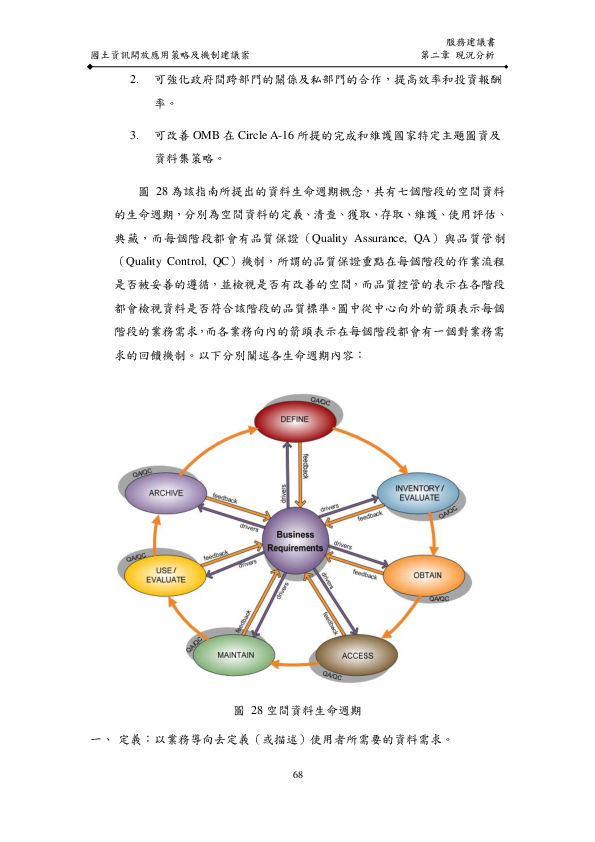 服務建議書
國土資訊開放應用策略及機制建議案 第二章 現況分析
2. 可強化政府間跨部門的關係及私部門的合作，提高效率和投資報酬
率。
3. 可改善 OMB 在 Circle A-16 所提的完成和維護國家特定主題圖資及
資料集策略。
圖 28 為該指南所提出的資料生命週期概念，共有七個階段的空間資料
的生命週期，分別為空間資料的定義、清查、獲取、存取、維護、使用評估、
典藏，而每個階段都會有品質保證（Quality Assurance, QA）與品質管制
（Quality Control, QC）機制，所謂的品質保證重點在每個階段的作業流程
是否被妥善的遵循，並檢視是否有改善的空間，而品質控管的表示在各階段
都會檢視資料是否符合該階段的品質標準。圖中從中心向外的箭頭表示每個
階段的業務需求，而各業務向內的箭頭表示在每個階段都會有一個對業務需
求的回饋機制。以下分別闡述各生命週期內容：
QA/QC
DEFINE
feedback
drivers
QA/QC
ARCHIVE
feedback
drivers
INVENTORY /
EVALUATE
QA/QC
drivers
feedback
Business
Requirements
QA/QC
USE /
EVALUATE
feedback
drivers
drivers
feedback
OBTAIN
QA/QC
drivers
feedback
drivers
feedback
QA/QC
MAINTAIN
ACCESS
QA/QC
圖 28 空間資料生命週期
一、 定義：以業務導向去定義（或描述）使用者所需要的資料需求。
68